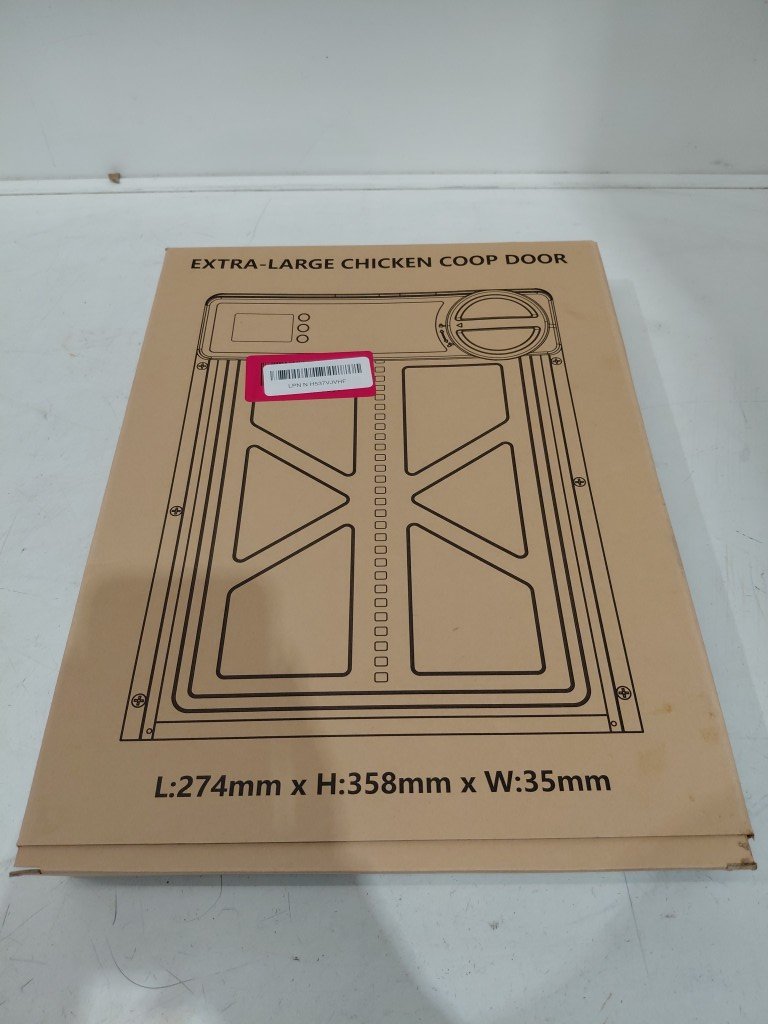 EXTRA-LARGE CHICKEN COOP DOOR
L:274mm x H:358mm x W:35mm